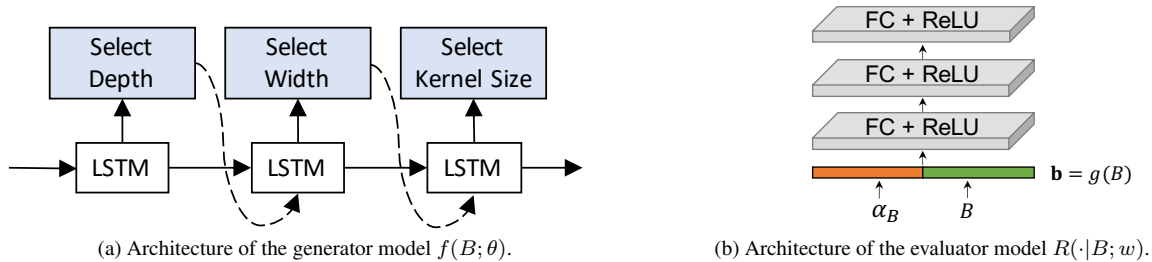 Select
Depth
Select
Width
Select
Kernel Size
LSTM
LSTM
LSTM
(a) Architecture of the generator model f(B; θ).
FC + ReLU
FC + ReLU
FC + ReLU
b = g(B)
α_B
B
(b) Architecture of the evaluator model R(·|B; w).